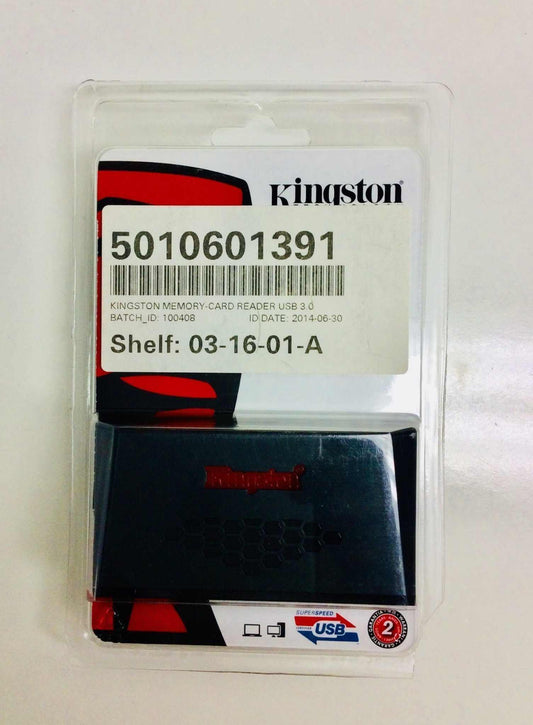 Kingston
5010601391
KINGSTON MEMORY-CARD READER USB 3.0
BATCH_ID: 100408 ID DATE: 2014-06-30
Shelf: 03-16-01-A
Kingston
SUPERSPEED
CERTIFIED USB
2